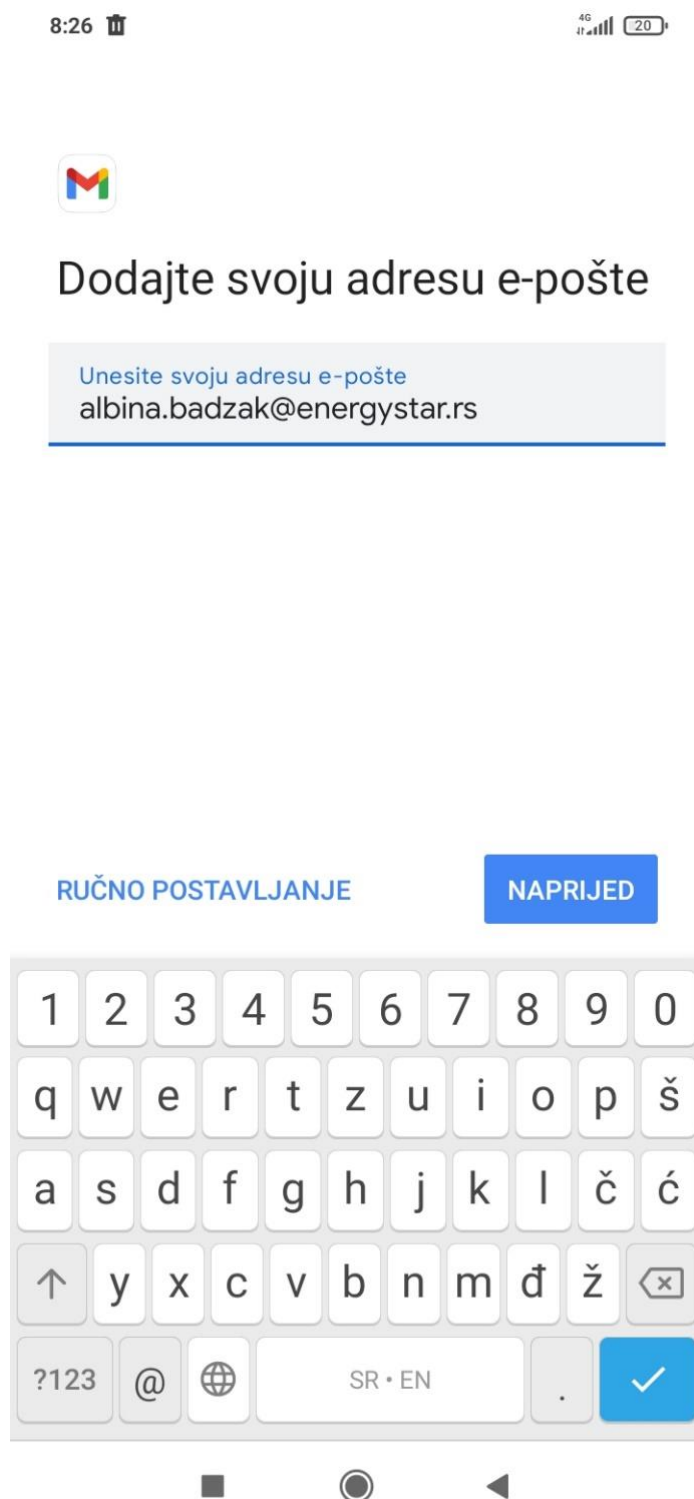 8:26
4G
20
Dodajte svoju adresu e-pošte
Unesite svoju adresu e-pošte
albina.badzak@energystar.rs
RUČNO POSTAVLJANJE NAPRIJED
1 2 3 4 5 6 7 8 9 0
q w e r t z u i o p š
a s d f g h j k l č ć
y x c v b n m đ ž
?123 @ SR • EN .